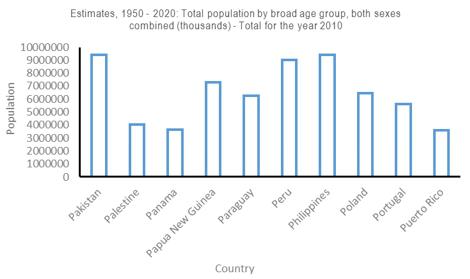 Estimates, 1950 - 2020: Total population by broad age group, both sexes
combined (thousands) - Total for the year 2010
Population
10000000
9000000
8000000
7000000
6000000
5000000
4000000
3000000
2000000
1000000
0
Pakistan
Palestine
Panama
Papua New Guinea
Paraguay
Peru
Philippines
Poland
Portugal
Puerto Rico
Country